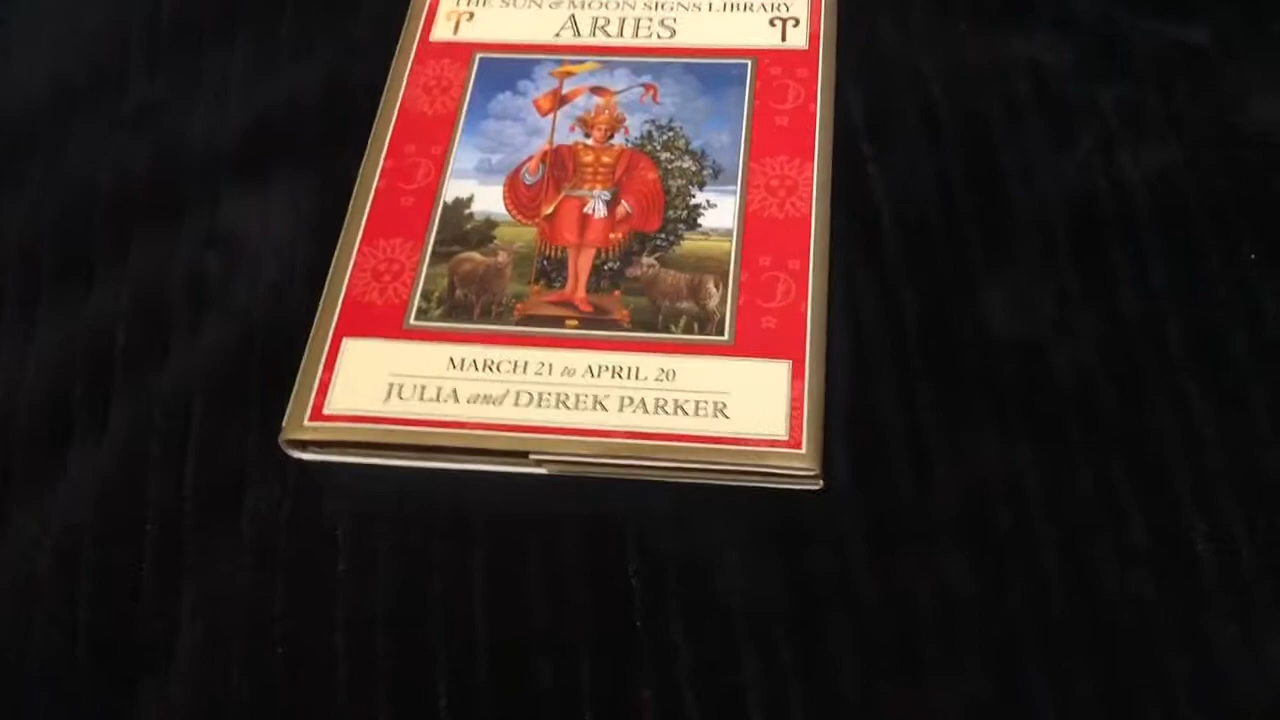 THE SUN & MOON SIGNS LIBRARY
ARIES
MARCH 21 to APRIL 20
JULIA and DEREK PARKER